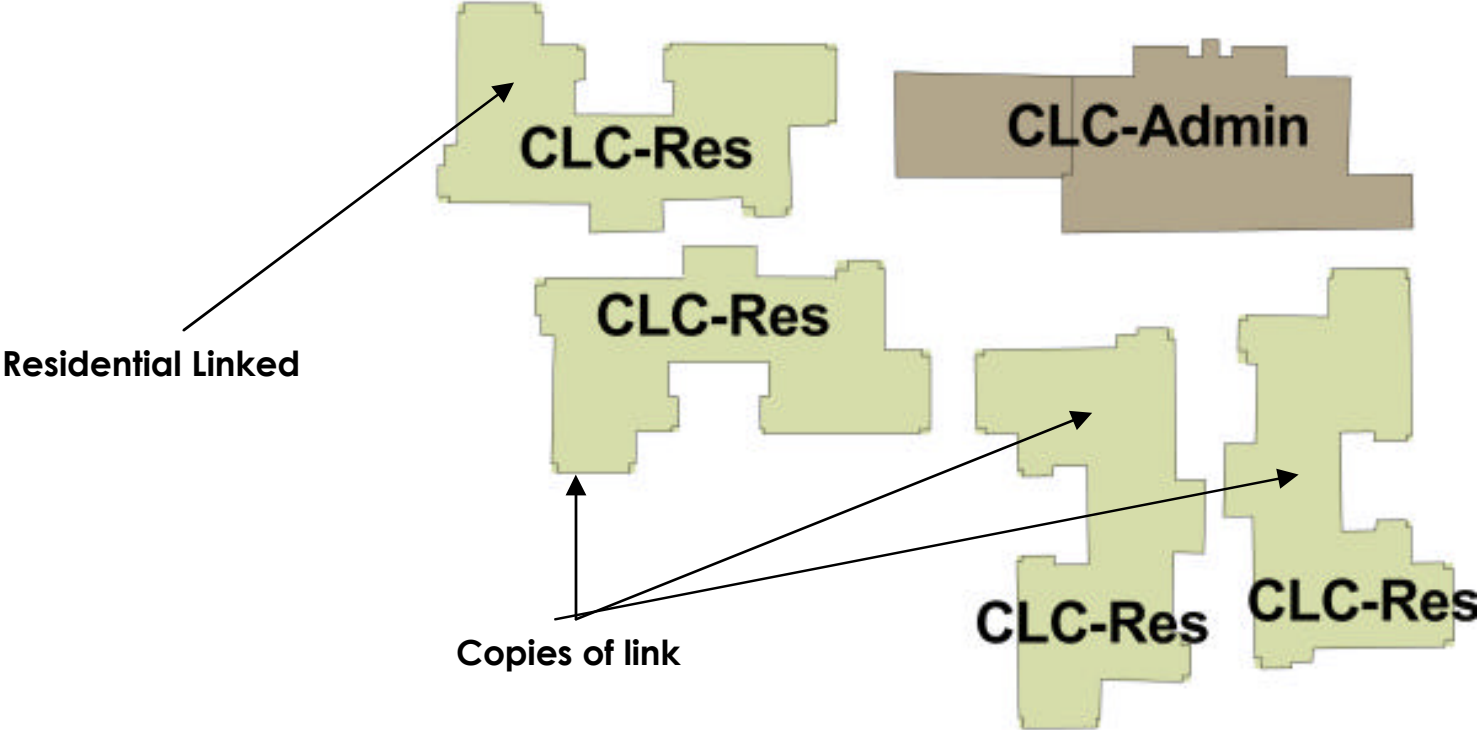 CLC-Res
CLC-Admin
CLC-Res
Residential Linked
CLC-Res
CLC-Res
Copies of link